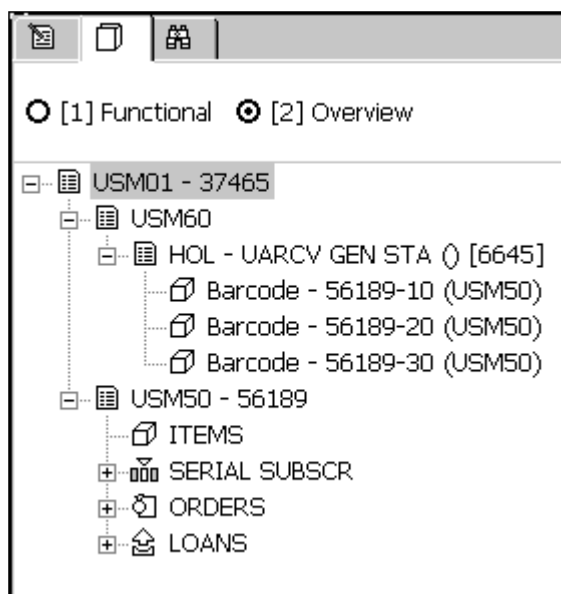 [1] Functional [2] Overview
USM01 - 37465
USM60
HOL - UARCV GEN STA () [6645]
Barcode - 56189-10 (USM50)
Barcode - 56189-20 (USM50)
Barcode - 56189-30 (USM50)
USM50 - 56189
ITEMS
SERIAL SUBSCR
ORDERS
LOANS